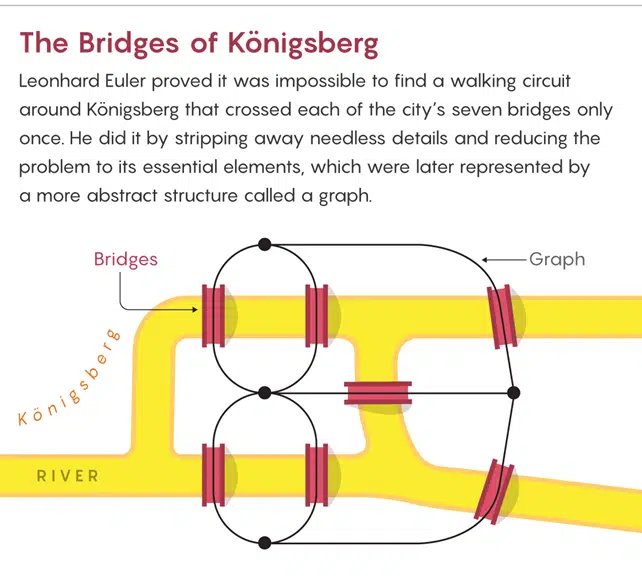 The Bridges of Königsberg
Leonhard Euler proved it was impossible to find a walking circuit
around Königsberg that crossed each of the city’s seven bridges only
once. He did it by stripping away needless details and reducing the
problem to its essential elements, which were later represented by
a more abstract structure called a graph.
Bridges
Graph
Königsberg
RIVER